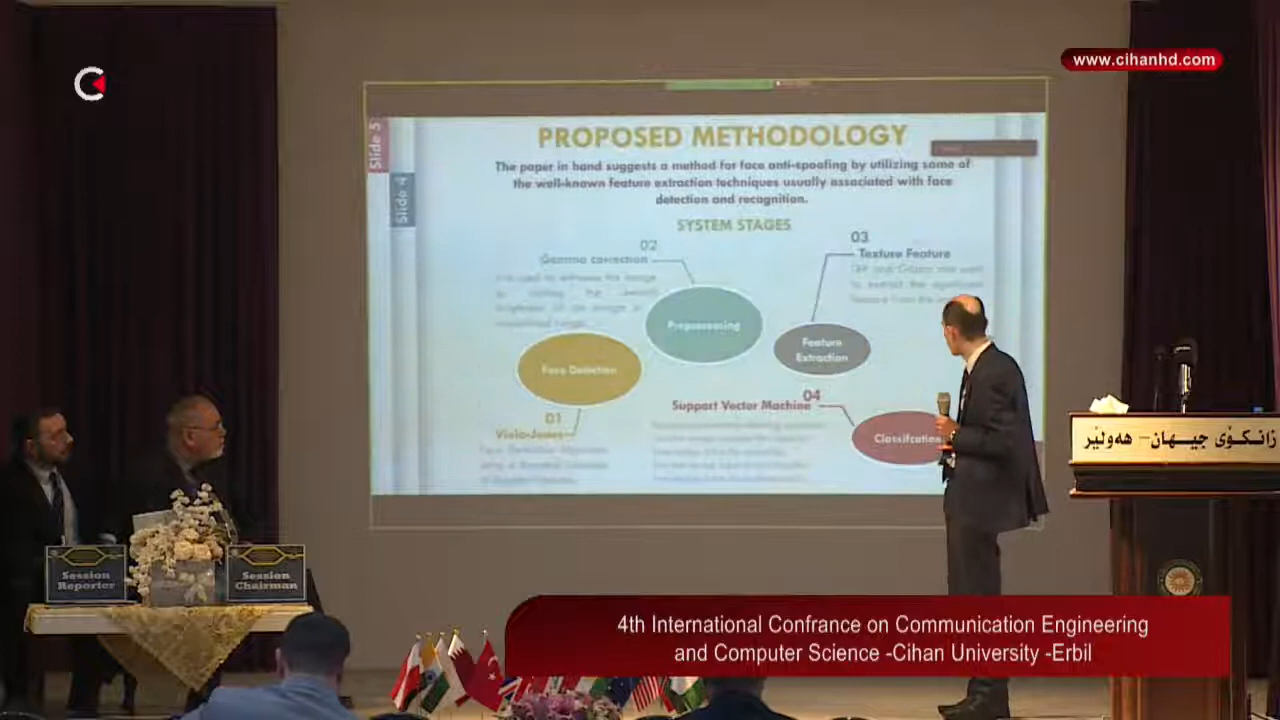 www.cihanhd.com
Slide 5
Slide 4
PROPOSED METHODOLOGY
The paper in hand suggests a method for face anti-spoofing by utilizing some of
the well-known feature extraction techniques usually associated with face
detection and recognition.
SYSTEM STAGES
02
Gamma correction
03
Texture Feature
Preprocessing
Feature
Extraction
Face Detection
01
Viola-Jones
04
Support Vector Machine
Classifcation
زانكۆی جیهان - هەولێر
Session
Reporter
Session
Chairman
4th International Confrance on Communication Engineering
and Computer Science -Cihan University -Erbil